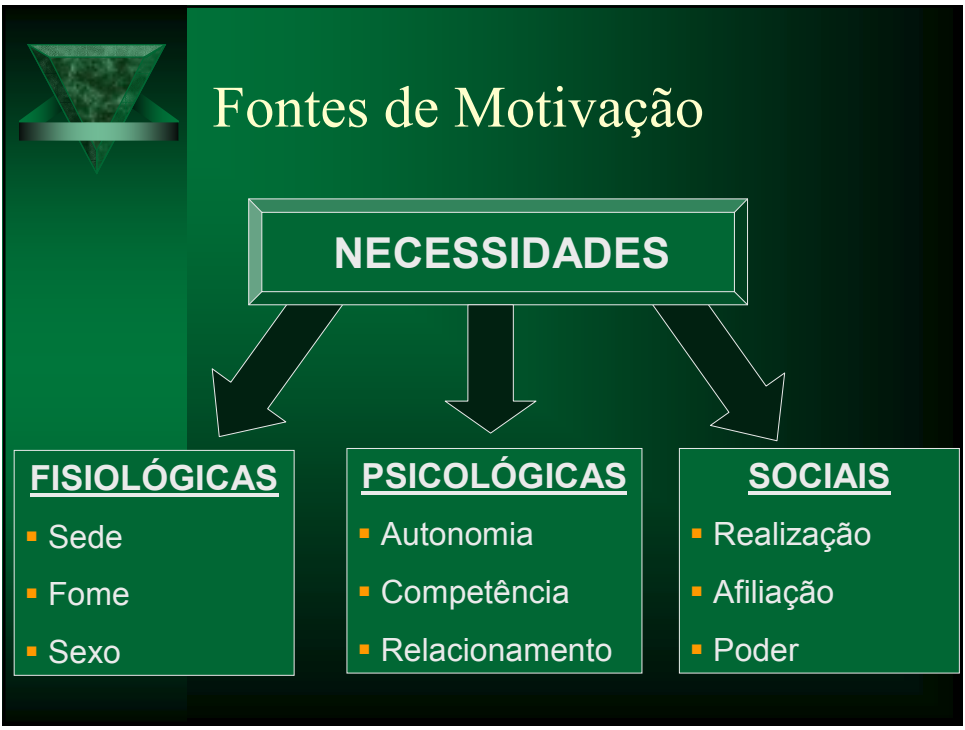 Fontes de Motivação
NECESSIDADES
FISIOLÓGICAS
Sede
Fome
Sexo
PSICOLÓGICAS
Autonomia
Competência
Relacionamento
SOCIAIS
Realização
Afiliação
Poder